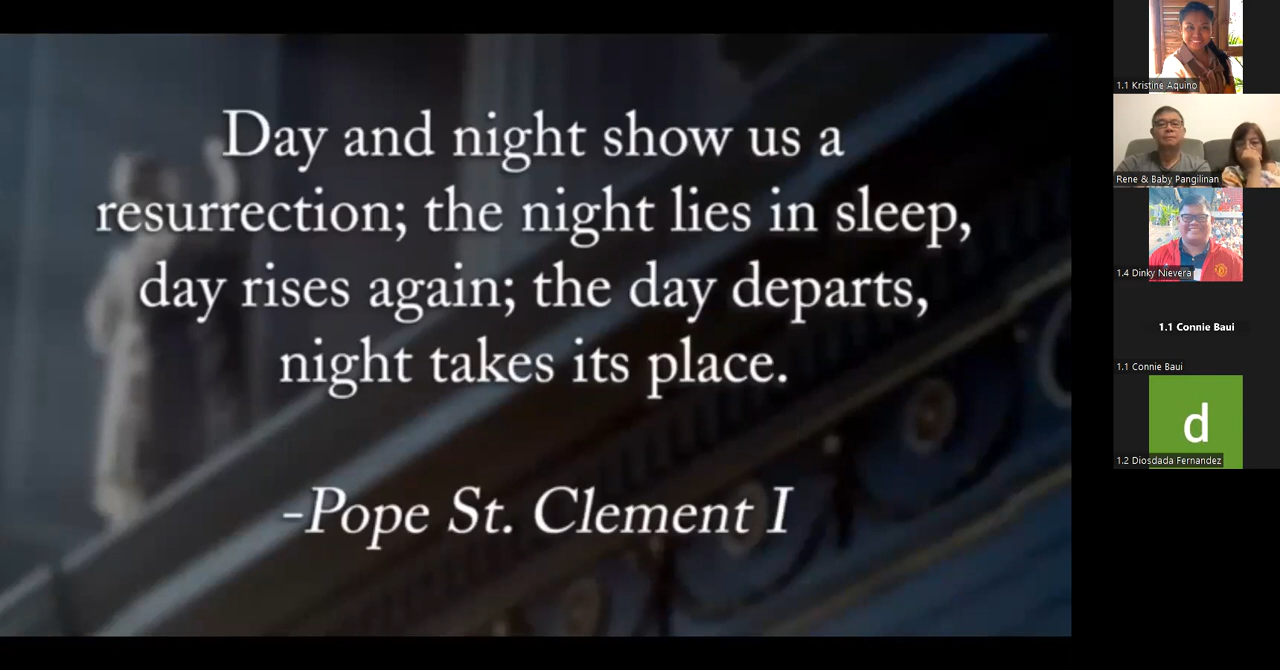 Day and night show us a
resurrection; the night lies in sleep,
day rises again; the day departs,
night takes its place.
-Pope St. Clement I
1.1 Kristine Aquino
Rene & Baby Pangilinan
1.4 Dinky Nievera
1.1 Connie Baui
1.1 Connie Baui
d
1.2 Diosdada Fernandez